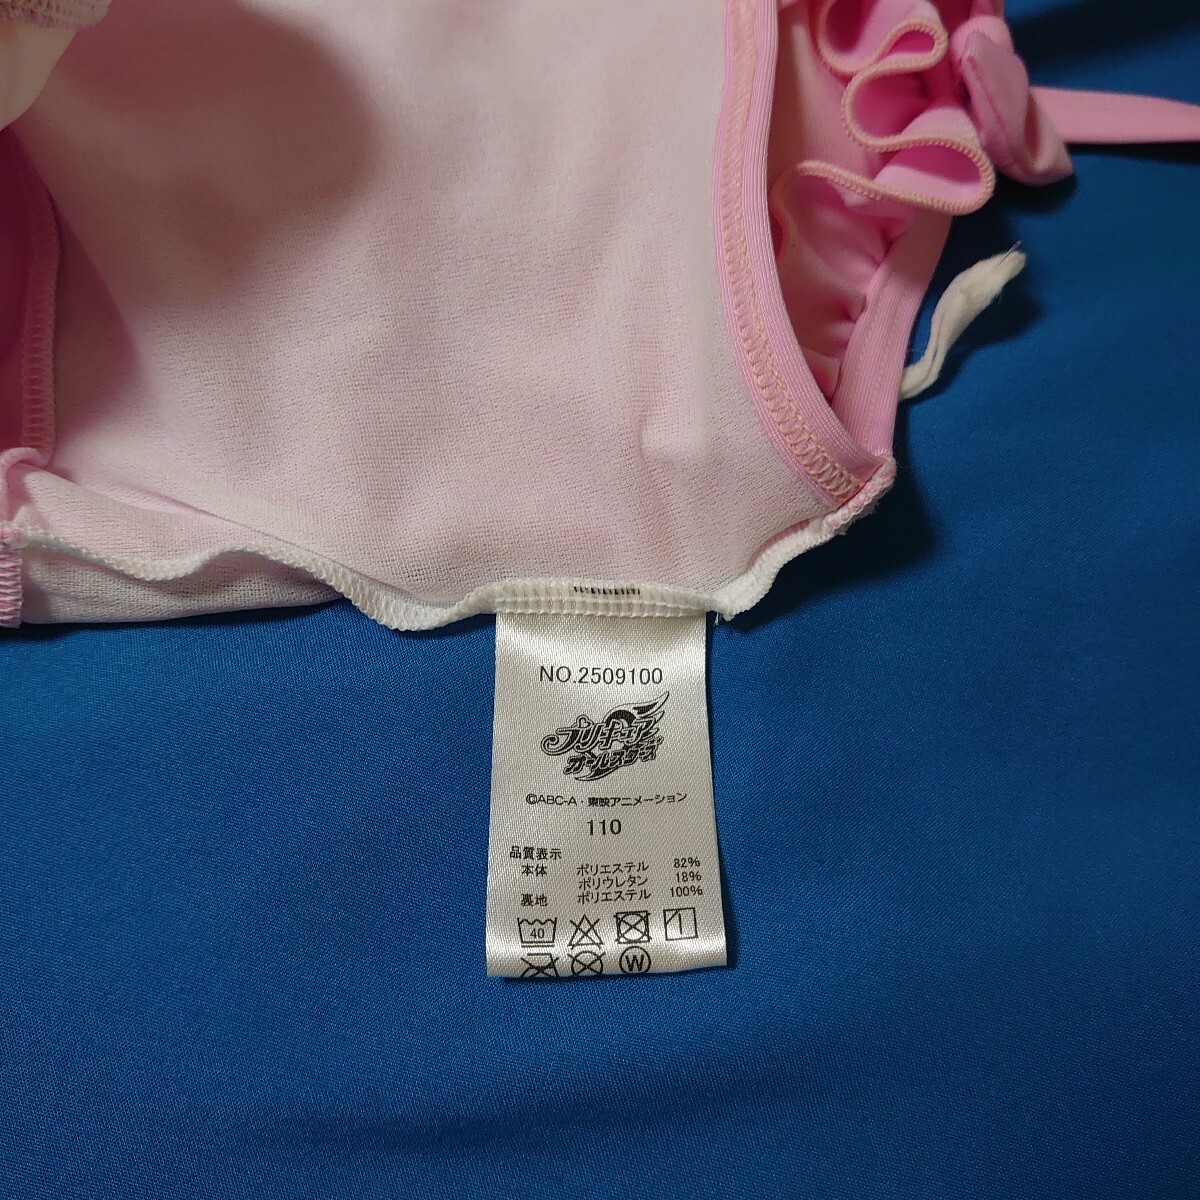 NO.2509100
プリキュア
オールスターズ
©ABC-A・東映アニメーション
110
品質表示
本体 ポリエステル 82%
ポリウレタン 18%
裏地 ポリエステル 100%
40
W